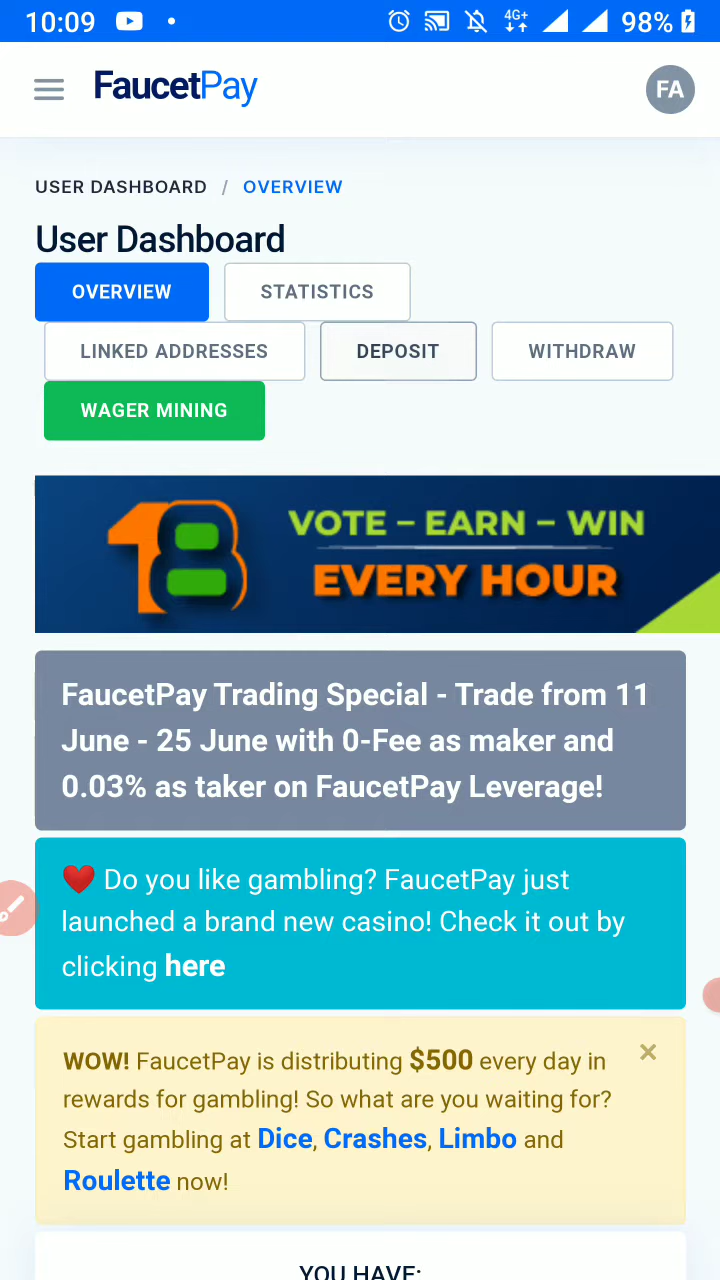 10:09 4G+ 98%
FaucetPay FA
USER DASHBOARD / OVERVIEW
User Dashboard
OVERVIEW STATISTICS
LINKED ADDRESSES DEPOSIT WITHDRAW
WAGER MINING
18 VOTE – EARN – WIN
EVERY HOUR
FaucetPay Trading Special - Trade from 11
June - 25 June with 0-Fee as maker and
0.03% as taker on FaucetPay Leverage!
❤️ Do you like gambling? FaucetPay just
launched a brand new casino! Check it out by
clicking here
WOW! FaucetPay is distributing $500 every day in ×
rewards for gambling! So what are you waiting for?
Start gambling at Dice, Crashes, Limbo and
Roulette now!
YOU HAVE: